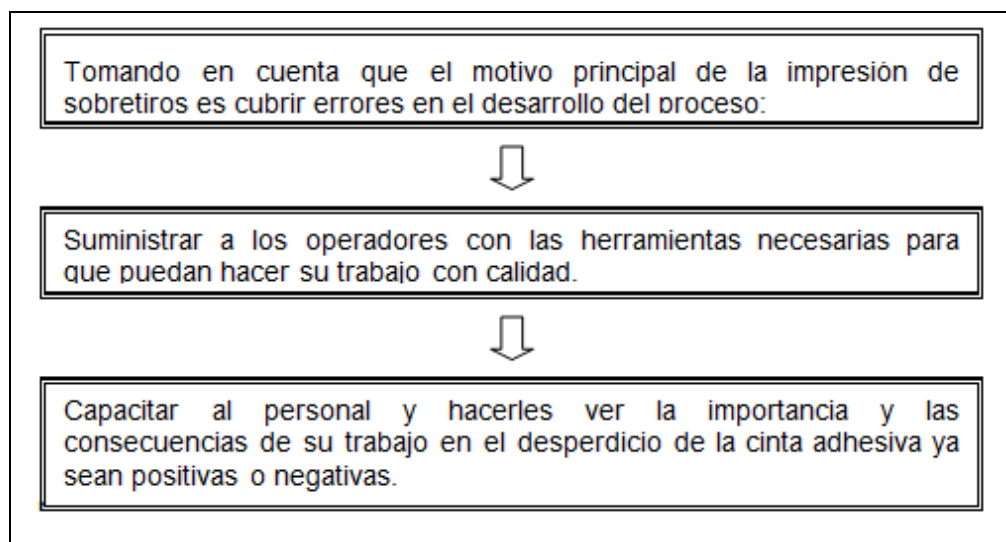 Tomando en cuenta que el motivo principal de la impresión de
sobretiros es cubrir errores en el desarrollo del proceso:
Suministrar a los operadores con las herramientas necesarias para
que puedan hacer su trabajo con calidad.
Capacitar al personal y hacerles ver la importancia y las
consecuencias de su trabajo en el desperdicio de la cinta adhesiva ya
sean positivas o negativas.